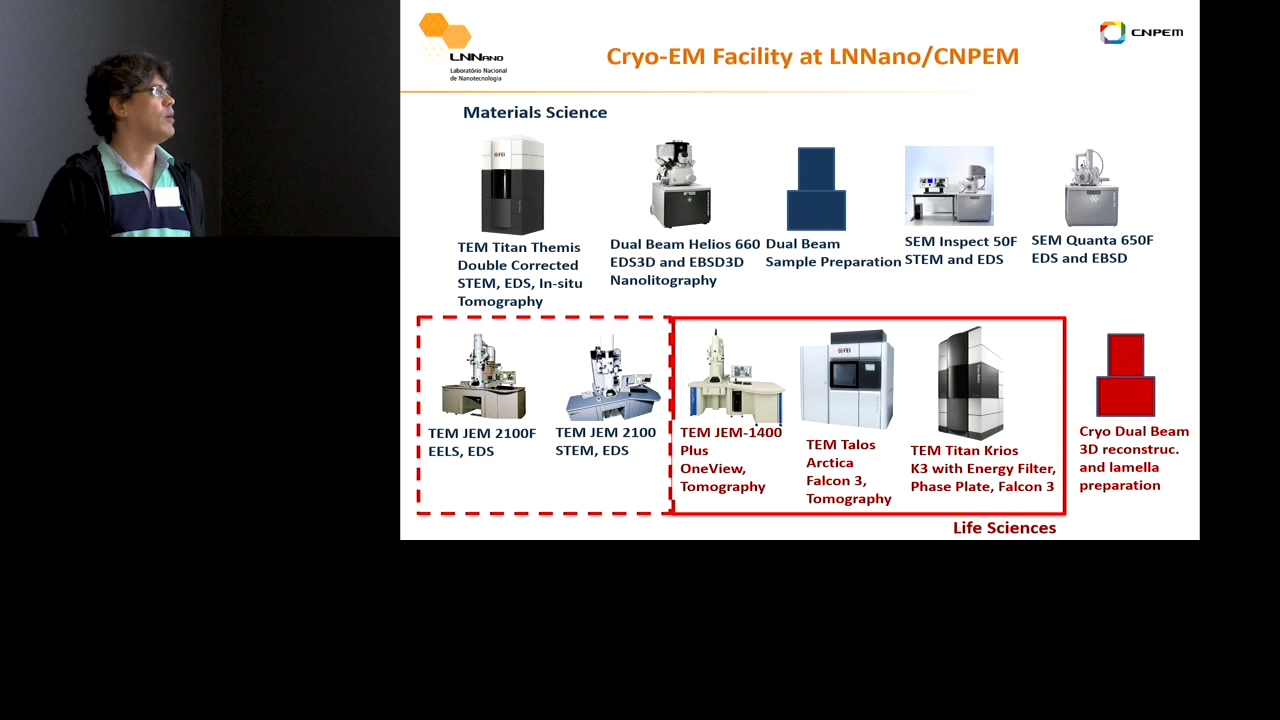 LNNANO
Laboratório Nacional
de Nanotecnologia
Cryo-EM Facility at LNNano/CNPEM
CNPEM
Materials Science
FEI
TEM Titan Themis
Double Corrected
STEM, EDS, In-situ
Tomography
Dual Beam Helios 660
EDS3D and EBSD3D
Nanolitography
Dual Beam
Sample Preparation
SEM Inspect 50F
STEM and EDS
SEM Quanta 650F
EDS and EBSD
TEM JEM 2100F
EELS, EDS
TEM JEM 2100
STEM, EDS
TEM JEM-1400
Plus
OneView,
Tomography
FEI
TEM Talos
Arctica
Falcon 3,
Tomography
TEM Titan Krios
K3 with Energy Filter,
Phase Plate, Falcon 3
Cryo Dual Beam
3D reconstruc.
and lamella
preparation
Life Sciences